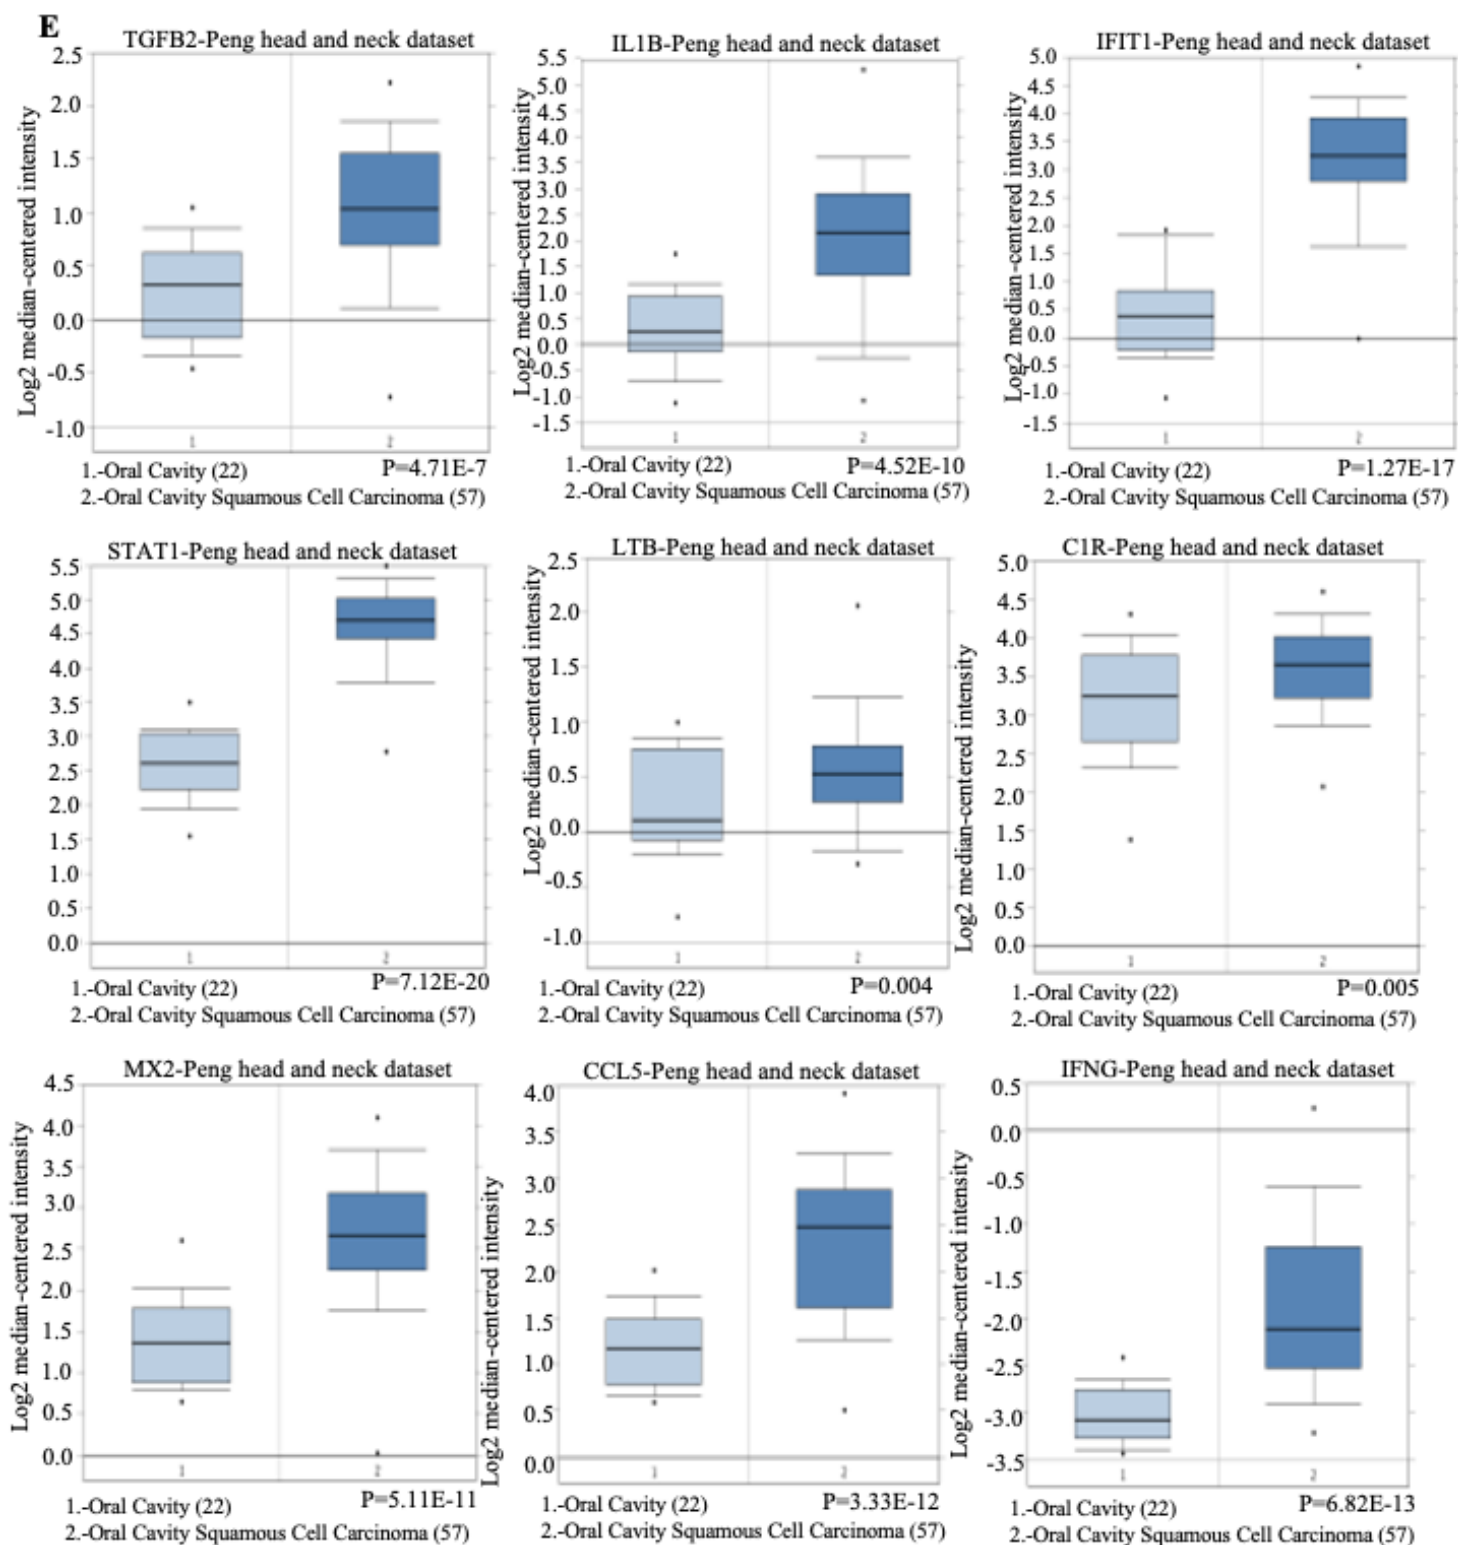 E
TGFB2-Peng head and neck dataset
Log2 median-centered intensity
2.5
2.0
1.5
1.0
0.5
0.0
-0.5
-1.0
1 2
1.-Oral Cavity (22) P=4.71E-7
2.-Oral Cavity Squamous Cell Carcinoma (57)
IL1B-Peng head and neck dataset
Log2 median-centered intensity
5.5
5.0
4.5
4.0
3.5
3.0
2.5
2.0
1.5
1.0
0.5
0.0
-0.5
-1.0
-1.5
1 2
1.-Oral Cavity (22) P=4.52E-10
2.-Oral Cavity Squamous Cell Carcinoma (57)
IFIT1-Peng head and neck dataset
Log2 median-centered intensity
5.0
4.5
4.0
3.5
3.0
2.5
2.0
1.5
1.0
0.5
0.0
-0.5
-1.0
-1.5
1 2
1.-Oral Cavity (22) P=1.27E-17
2.-Oral Cavity Squamous Cell Carcinoma (57)
STAT1-Peng head and neck dataset
5.5
5.0
4.5
4.0
3.5
3.0
2.5
2.0
1.5
1.0
0.5
0.0
1 2
1.-Oral Cavity (22) P=7.12E-20
2.-Oral Cavity Squamous Cell Carcinoma (57)
LTB-Peng head and neck dataset
Log2 median-centered intensity
2.5
2.0
1.5
1.0
0.5
0.0
-0.5
-1.0
1 2
1.-Oral Cavity (22) P=0.004
2.-Oral Cavity Squamous Cell Carcinoma (57)
C1R-Peng head and neck dataset
Log2 median-centered intensity
5.0
4.5
4.0
3.5
3.0
2.5
2.0
1.5
1.0
0.5
0.0
1 2
1.-Oral Cavity (22) P=0.005
2.-Oral Cavity Squamous Cell Carcinoma (57)
MX2-Peng head and neck dataset
Log2 median-centered intensity
4.5
4.0
3.5
3.0
2.5
2.0
1.5
1.0
0.5
0.0
1 2
1.-Oral Cavity (22) P=5.11E-11
2.-Oral Cavity Squamous Cell Carcinoma (57)
CCL5-Peng head and neck dataset
Log2 median-centered intensity
4.0
3.5
3.0
2.5
2.0
1.5
1.0
0.5
0.0
1 2
1.-Oral Cavity (22) P=3.33E-12
2.-Oral Cavity Squamous Cell Carcinoma (57)
IFNG-Peng head and neck dataset
Log2 median-centered intensity
0.5
0.0
-0.5
-1.0
-1.5
-2.0
-2.5
-3.0
-3.5
1 2
1.-Oral Cavity (22) P=6.82E-13
2.-Oral Cavity Squamous Cell Carcinoma (57)